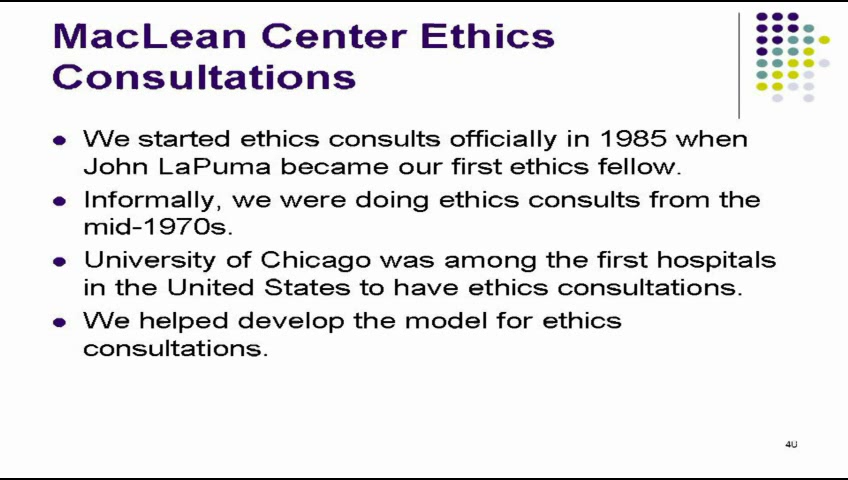 MacLean Center Ethics
Consultations
We started ethics consults officially in 1985 when
John LaPuma became our first ethics fellow.
Informally, we were doing ethics consults from the
mid-1970s.
University of Chicago was among the first hospitals
in the United States to have ethics consultations.
We helped develop the model for ethics
consultations.